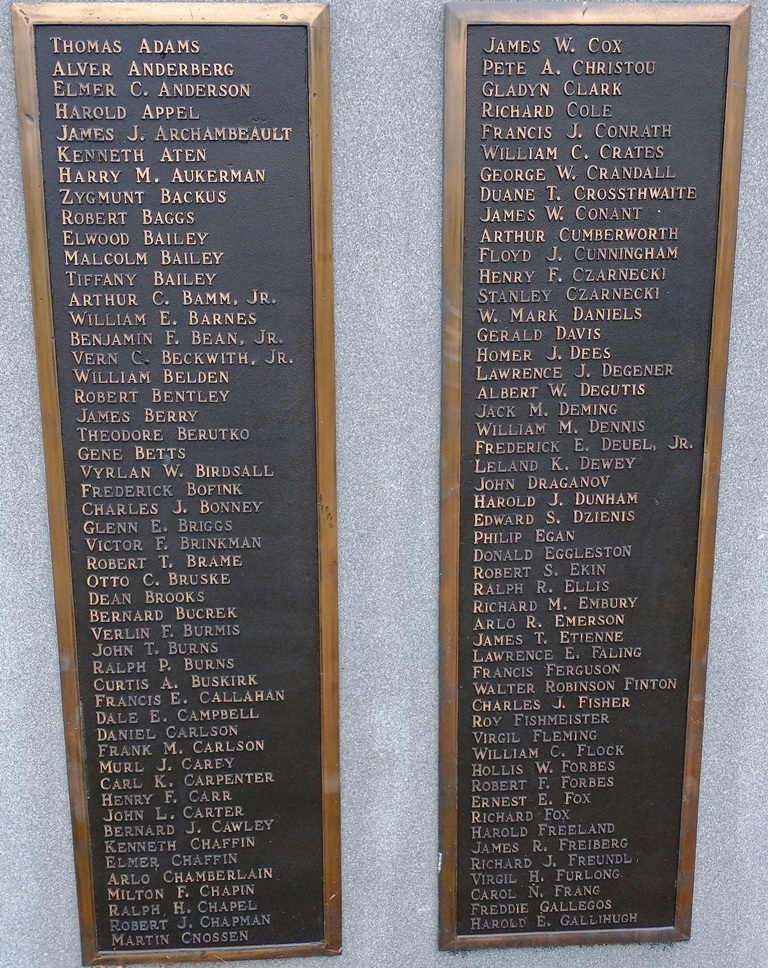 THOMAS ADAMS
ALVER ANDERBERG
ELMER C. ANDERSON
HAROLD APPEL
JAMES J. ARCHAMBEAULT
KENNETH ATEN
HARRY M. AUKERMAN
ZYGMUNT BACKUS
ROBERT BAGGS
ELWOOD BAILEY
MALCOLM BAILEY
TIFFANY BAILEY
ARTHUR C. BAMM, JR.
WILLIAM E. BARNES
BENJAMIN F. BEAN, JR.
VERN C. BECKWITH, JR.
WILLIAM BELDEN
ROBERT BENTLEY
JAMES BERRY
THEODORE BERUTKO
GENE BETTS
VYRLAN W. BIRDSALL
FREDERICK BOFINK
CHARLES J. BONNEY
GLENN E. BRIGGS
VICTOR F. BRINKMAN
ROBERT T. BRAME
OTTO C. BRUSKE
DEAN BROOKS
BERNARD BUCREK
VERLIN F. BURMIS
JOHN T. BURNS
RALPH P. BURNS
CURTIS A. BUSKIRK
FRANCIS E. CALLAHAN
DALE E. CAMPBELL
DANIEL CARLSON
FRANK M. CARLSON
MURL J. CAREY
CARL K. CARPENTER
HENRY F. CARR
JOHN L. CARTER
BERNARD J. CAWLEY
KENNETH CHAFFIN
ELMER CHAFFIN
ARLO CHAMBERLAIN
MILTON F. CHAPIN
RALPH H. CHAPEL
ROBERT J. CHAPMAN
MARTIN CNOSSEN
JAMES W. COX
PETE A. CHRISTOU
GLADYN CLARK
RICHARD COLE
FRANCIS J. CONRATH
WILLIAM C. CRATES
GEORGE W. CRANDALL
DUANE T. CROSSTHWAITE
JAMES W. CONANT
ARTHUR CUMBERWORTH
FLOYD J. CUNNINGHAM
HENRY F. CZARNECKI
STANLEY CZARNECKI
W. MARK DANIELS
GERALD DAVIS
HOMER J. DEES
LAWRENCE J. DEGENER
ALBERT W. DEGUTIS
JACK M. DEMING
WILLIAM M. DENNIS
FREDERICK E. DEUEL, JR.
LELAND K. DEWEY
JOHN DRAGANOV
HAROLD J. DUNHAM
EDWARD S. DZIENIS
PHILIP EGAN
DONALD EGGLESTON
ROBERT S. EKIN
RALPH R. ELLIS
RICHARD M. EMBURY
ARLO R. EMERSON
JAMES T. ETIENNE
LAWRENCE E. FALING
FRANCIS FERGUSON
WALTER ROBINSON FINTON
CHARLES J. FISHER
ROY FISHMEISTER
VIRGIL FLEMING
WILLIAM C. FLOCK
HOLLIS W. FORBES
ROBERT F. FORBES
ERNEST E. FOX
RICHARD FOX
HAROLD FREELAND
JAMES R. FREIBERG
RICHARD J. FREUNDL
VIRGIL H. FURLONG
CAROL N. FRANG
FREDDIE GALLEGOS
HAROLD E. GALLIHUGH